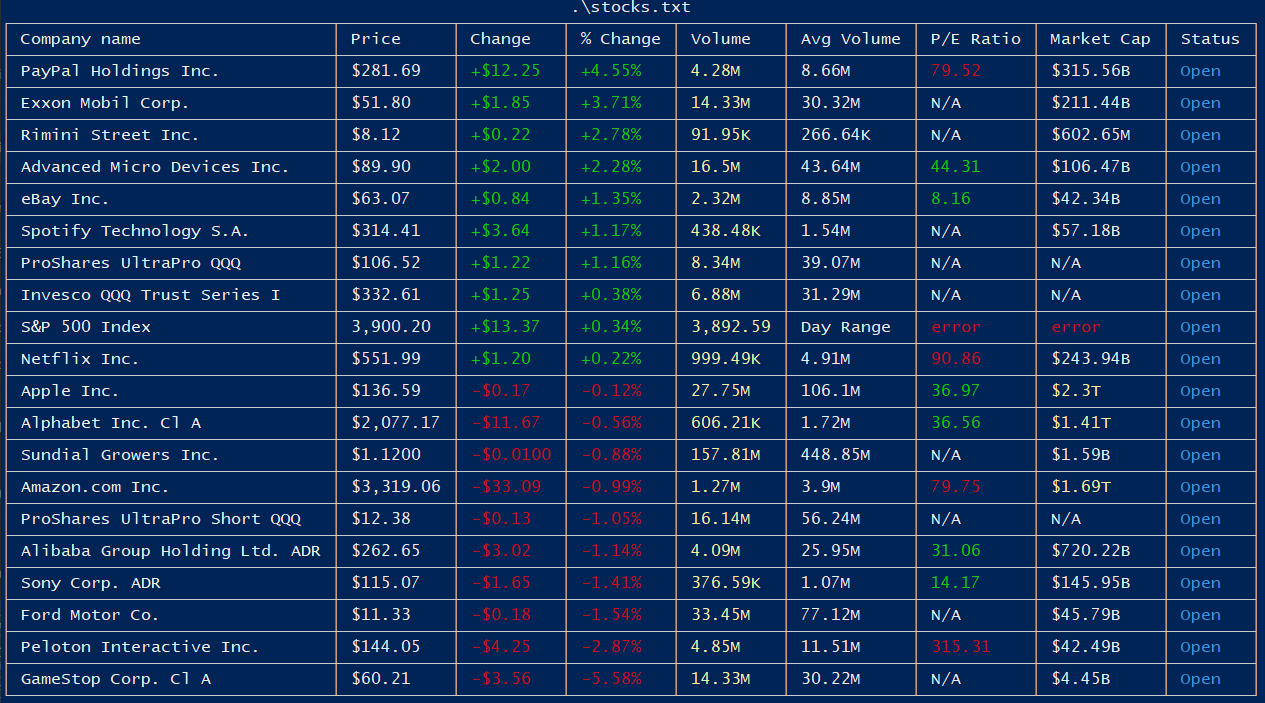 .\stocks.txt
Company name Price Change % Change Volume Avg Volume P/E Ratio Market Cap Status
PayPal Holdings Inc. $281.69 +$12.25 +4.55% 4.28M 8.66M 79.52 $315.56B Open
Exxon Mobil Corp. $51.80 +$1.85 +3.71% 14.33M 30.32M N/A $211.44B Open
Rimini Street Inc. $8.12 +$0.22 +2.78% 91.95K 266.64K N/A $602.65M Open
Advanced Micro Devices Inc. $89.90 +$2.00 +2.28% 16.5M 43.64M 44.31 $106.47B Open
eBay Inc. $63.07 +$0.84 +1.35% 2.32M 8.85M 8.16 $42.34B Open
Spotify Technology S.A. $314.41 +$3.64 +1.17% 438.48K 1.54M N/A $57.18B Open
ProShares UltraPro QQQ $106.52 +$1.22 +1.16% 8.34M 39.07M N/A N/A Open
Invesco QQQ Trust Series I $332.61 +$1.25 +0.38% 6.88M 31.29M N/A N/A Open
S&P 500 Index 3,900.20 +$13.37 +0.34% 3,892.59 Day Range error error Open
Netflix Inc. $551.99 +$1.20 +0.22% 999.49K 4.91M 90.86 $243.94B Open
Apple Inc. $136.59 -$0.17 -0.12% 27.75M 106.1M 36.97 $2.3T Open
Alphabet Inc. Cl A $2,077.17 -$11.67 -0.56% 606.21K 1.72M 36.56 $1.41T Open
Sundial Growers Inc. $1.1200 -$0.0100 -0.88% 157.81M 448.85M N/A $1.59B Open
Amazon.com Inc. $3,319.06 -$33.09 -0.99% 1.27M 3.9M 79.75 $1.69T Open
ProShares UltraPro Short QQQ $12.38 -$0.13 -1.05% 16.14M 56.24M N/A N/A Open
Alibaba Group Holding Ltd. ADR $262.65 -$3.02 -1.14% 4.09M 25.95M 31.06 $720.22B Open
Sony Corp. ADR $115.07 -$1.65 -1.41% 376.59K 1.07M 14.17 $145.95B Open
Ford Motor Co. $11.33 -$0.18 -1.54% 33.45M 77.12M N/A $45.79B Open
Peloton Interactive Inc. $144.05 -$4.25 -2.87% 4.85M 11.51M 315.31 $42.49B Open
GameStop Corp. Cl A $60.21 -$3.56 -5.58% 14.33M 30.22M N/A $4.45B Open